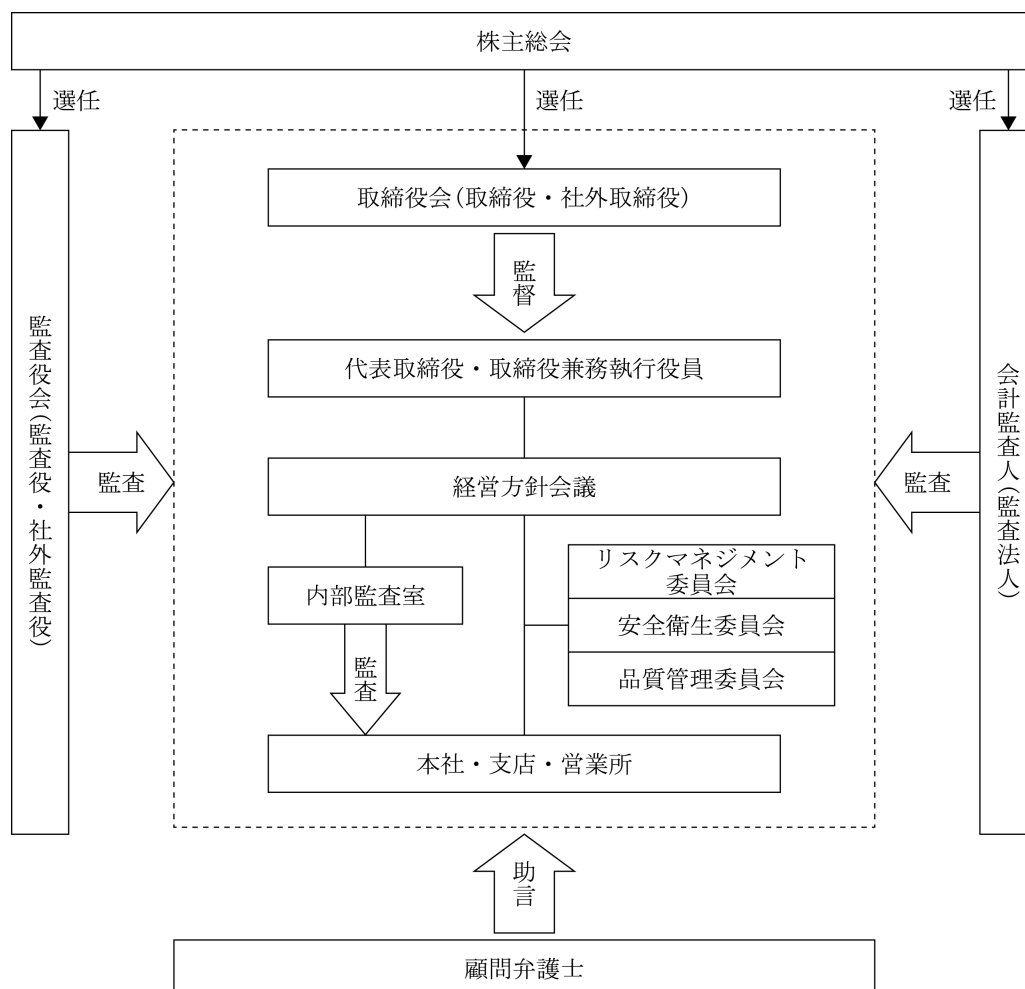 株主総会
選任
選任
選任
取締役会(取締役・社外取締役)
監督
代表取締役・取締役兼務執行役員
監査役会(監査役・社外監査役)
監査
経営方針会議
監査
会計監査人(監査法人)
内部監査室
リスクマネジメント
委員会
安全衛生委員会
品質管理委員会
監査
本社・支店・営業所
助言
顧問弁護士